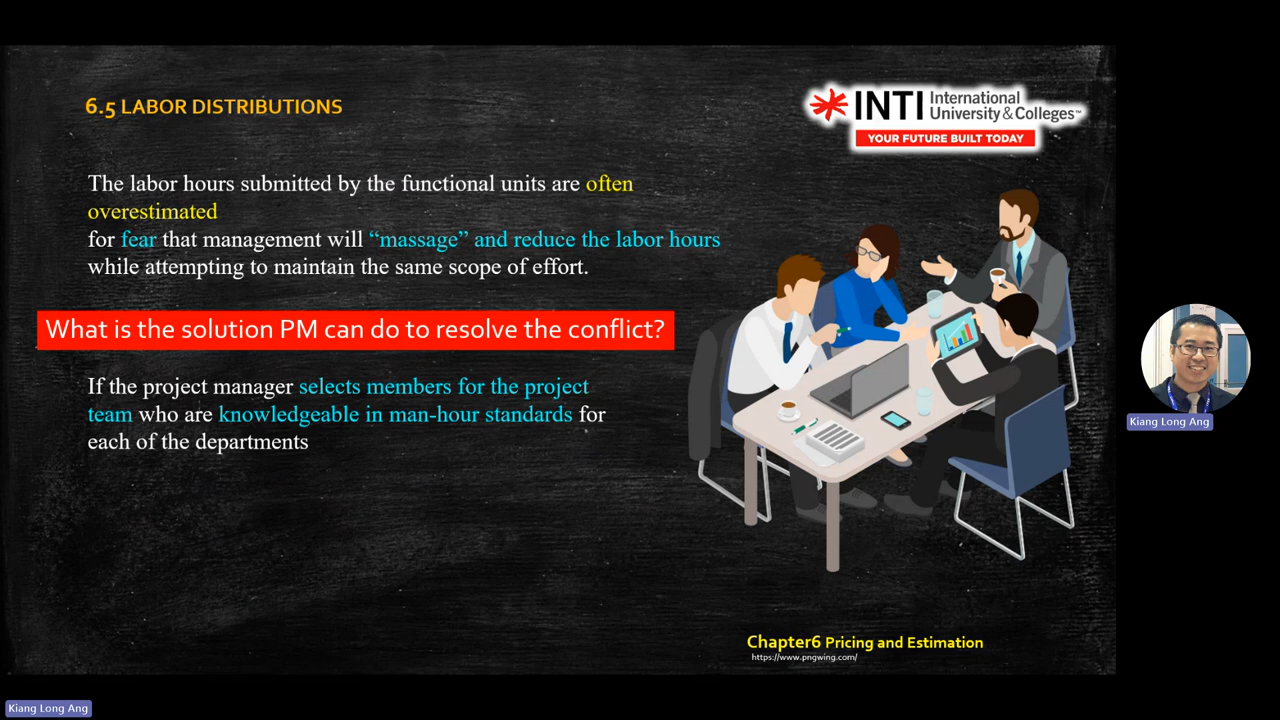 6.5 LABOR DISTRIBUTIONS
INTI International
University & Colleges™
YOUR FUTURE BUILT TODAY
The labor hours submitted by the functional units are often
overestimated
for fear that management will “massage” and reduce the labor hours
while attempting to maintain the same scope of effort.
What is the solution PM can do to resolve the conflict?
If the project manager selects members for the project
team who are knowledgeable in man-hour standards for
each of the departments
Kiang Long Ang
Chapter6 Pricing and Estimation
https://www.pngwing.com/
Kiang Long Ang